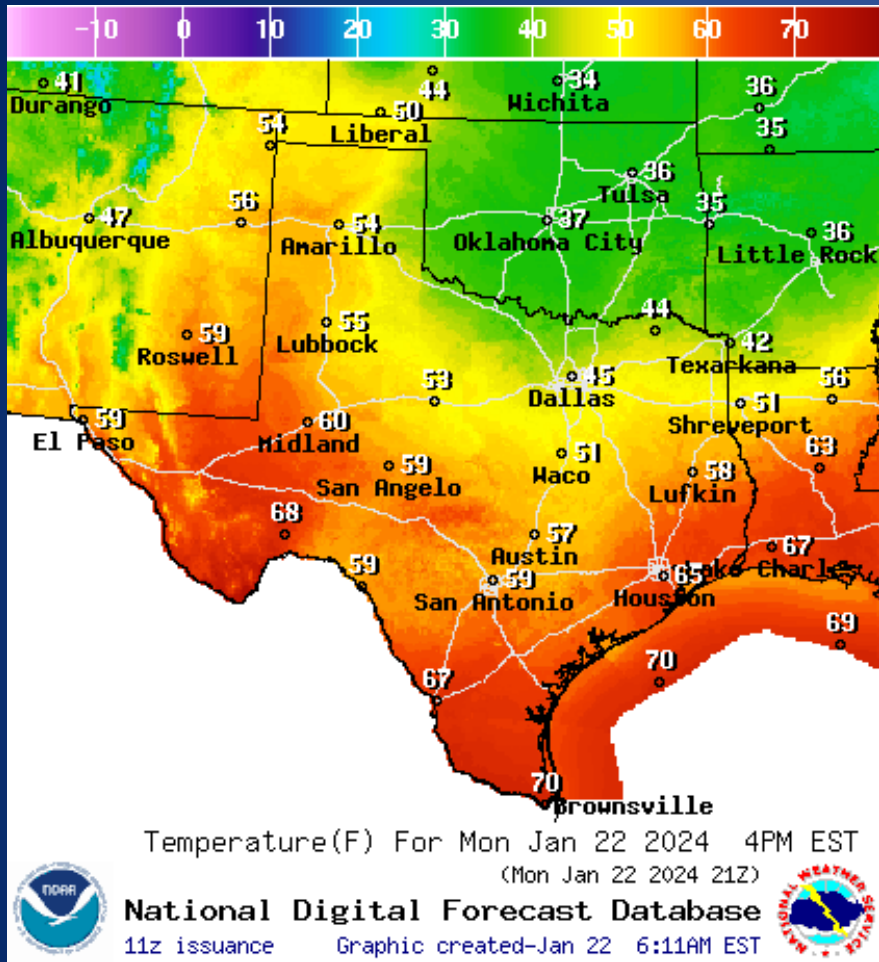 -10 0 10 20 30 40 50 60 70
41
Durango
44
34
Wichita
36
50
Liberal
54
35
36
Tulsa
47
Albuquerque
56
54
Amarillo
37
Oklahoma City
35
36
Little Rock
59
Roswell
55
Lubbock
44
42
Texarkana
45
Dallas
53
51
Shreveport
56
59
El Paso
60
Midland
59
San Angelo
51
Waco
58
Lufkin
63
68
57
Austin
59
59
San Antonio
65
Houston
67
Lake Charles
69
70
67
70
Brownsville
Temperature(F) For Mon Jan 22 2024 4PM EST
(Mon Jan 22 2024 21Z)
NOAA
National Digital Forecast Database
NATIONAL WEATHER SERVICE
11z issuance Graphic created-Jan 22 6:11AM EST